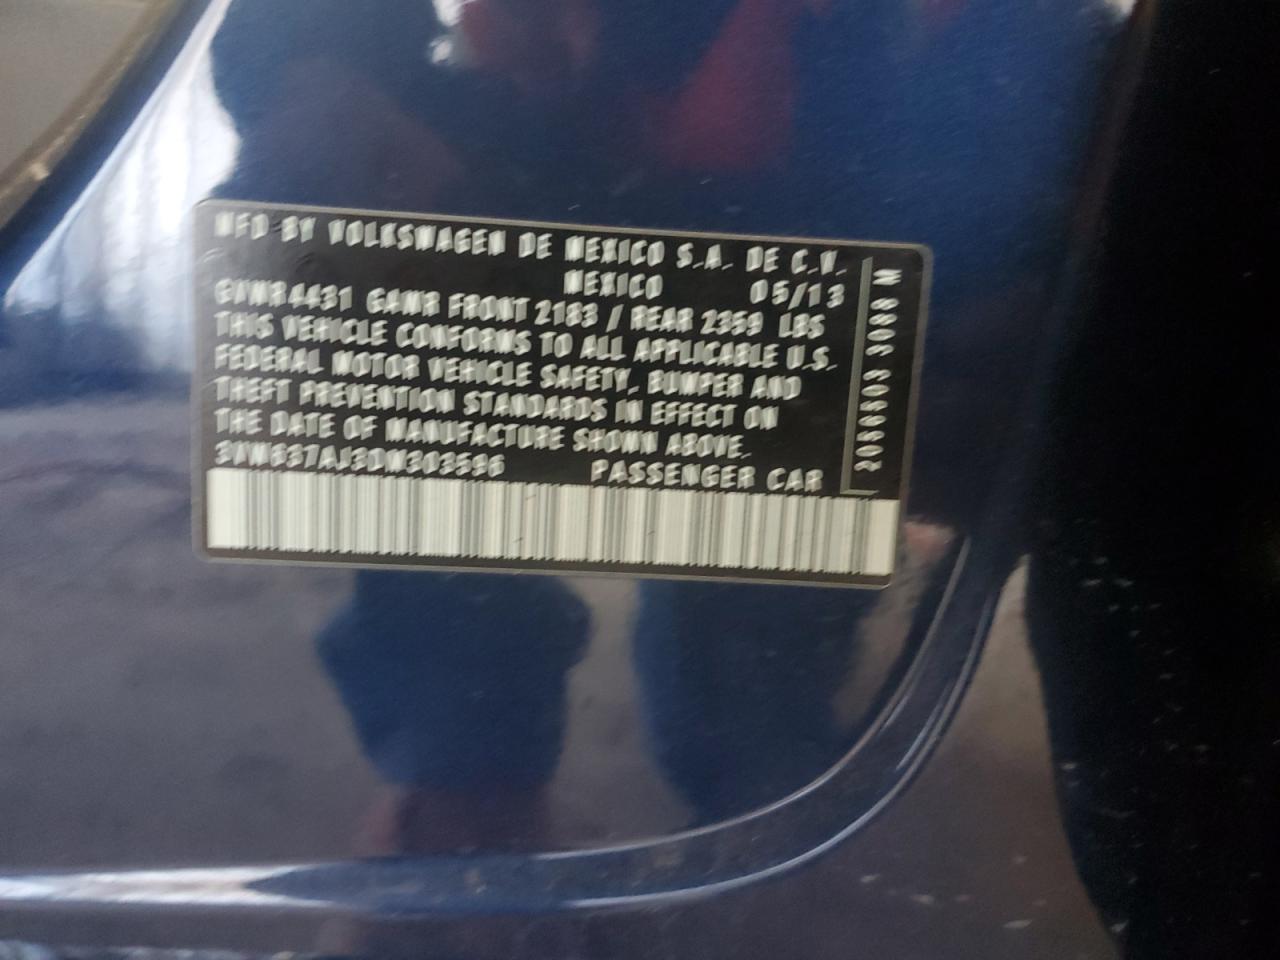 MFD BY VOLKSWAGEN DE MEXICO S.A. DE C.V.
MEXICO 05/13
GVWR 4431 GAWR FRONT 2183 / REAR 2359 LBS
THIS VEHICLE CONFORMS TO ALL APPLICABLE U.S.
FEDERAL MOTOR VEHICLE SAFETY, BUMPER AND
THEFT PREVENTION STANDARDS IN EFFECT ON
THE DATE OF MANUFACTURE SHOWN ABOVE.
PASSENGER CAR
3088 M